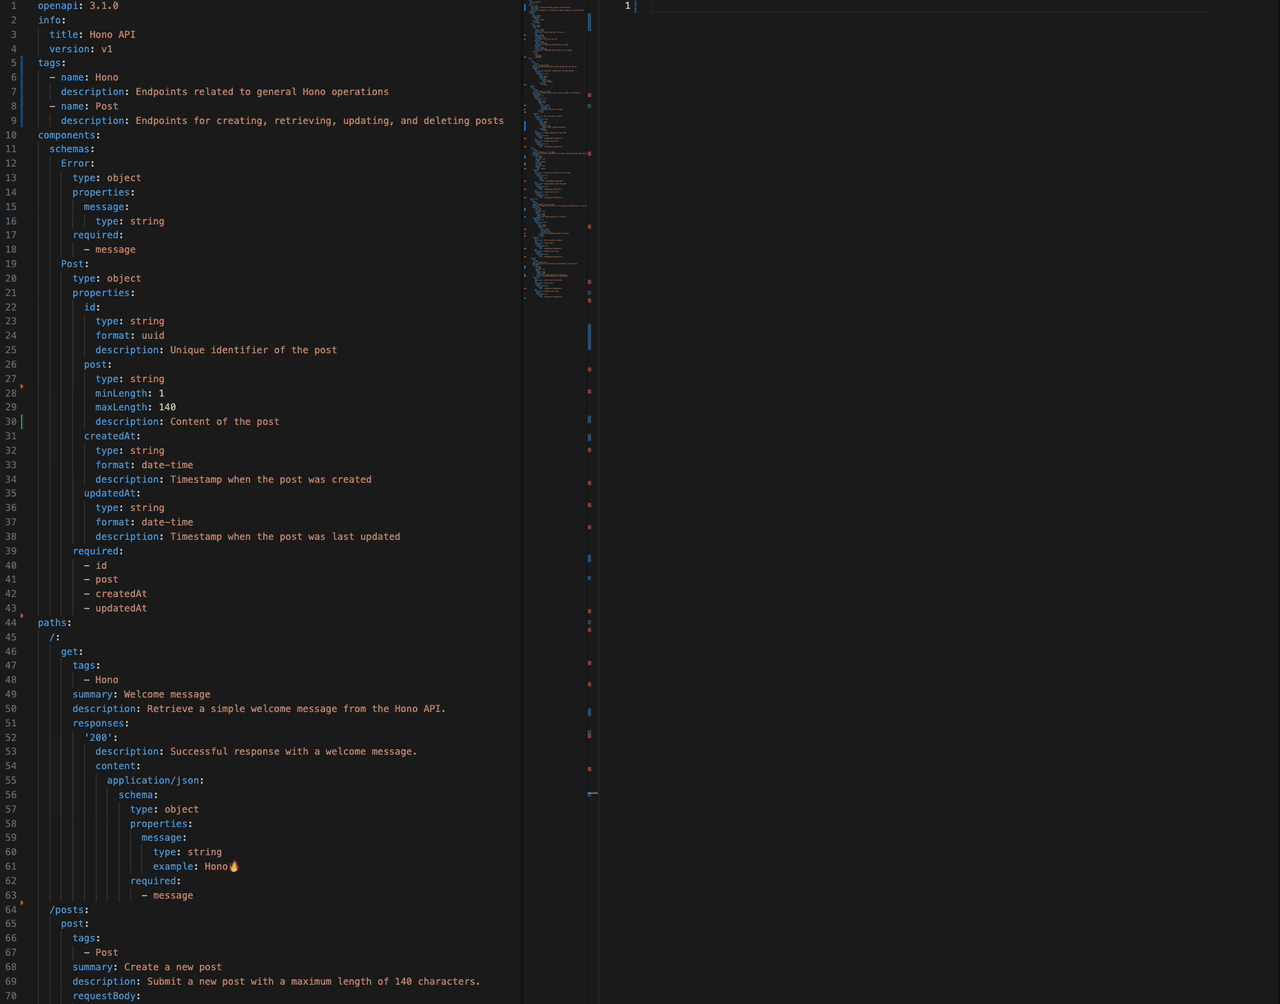 1 openapi: 3.1.0
2 info:
3   title: Hono API
4   version: v1
5 tags:
6   - name: Hono
7     description: Endpoints related to general Hono operations
8   - name: Post
9     description: Endpoints for creating, retrieving, updating, and deleting posts
10 components:
11   schemas:
12     Error:
13       type: object
14       properties:
15         message:
16           type: string
17       required:
18         - message
19     Post:
20       type: object
21       properties:
22         id:
23           type: string
24           format: uuid
25           description: Unique identifier of the post
26         post:
27           type: string
28           minLength: 1
29           maxLength: 140
30           description: Content of the post
31         createdAt:
32           type: string
33           format: date-time
34           description: Timestamp when the post was created
35         updatedAt:
36           type: string
37           format: date-time
38           description: Timestamp when the post was last updated
39       required:
40         - id
41         - post
42         - createdAt
43         - updatedAt
44 paths:
45   /:
46     get:
47       tags:
48         - Hono
49       summary: Welcome message
50       description: Retrieve a simple welcome message from the Hono API.
51       responses:
52         '200':
53           description: Successful response with a welcome message.
54           content:
55             application/json:
56               schema:
57                 type: object
58                 properties:
59                   message:
60                     type: string
61                     example: Hono🔥
62                 required:
63                   - message
64   /posts:
65     post:
66       tags:
67         - Post
68       summary: Create a new post
69       description: Submit a new post with a maximum length of 140 characters.
70       requestBody:
1